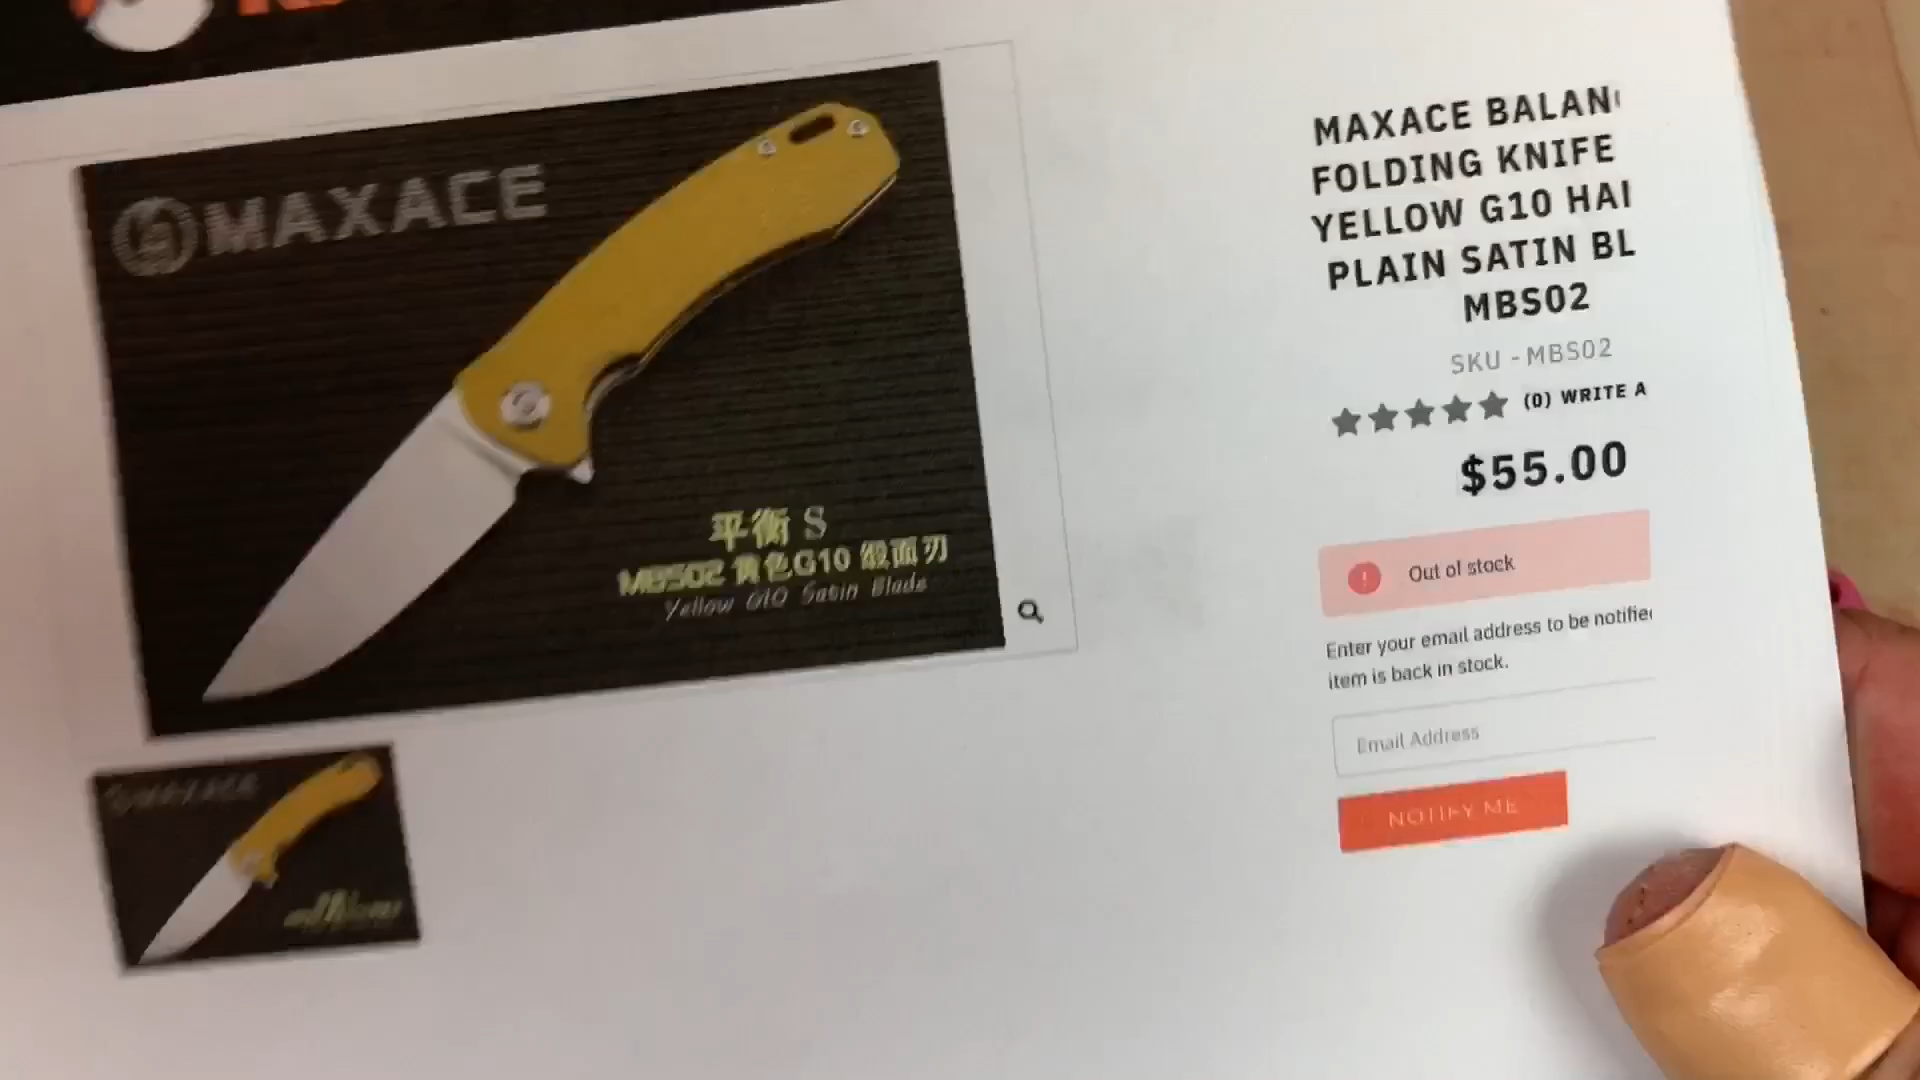 MAXACE
平衡 S
MBS02 黄色G10 缎面刃
Yellow G10 Satin Blade
MAXACE
MAXACE BALAN
FOLDING KNIFE
YELLOW G10 HAI
PLAIN SATIN BL
MBS02
SKU - MBS02
(0) WRITE A
$55.00
Out of stock
Enter your email address to be notifie
item is back in stock.
Email Address
NOTIFY ME